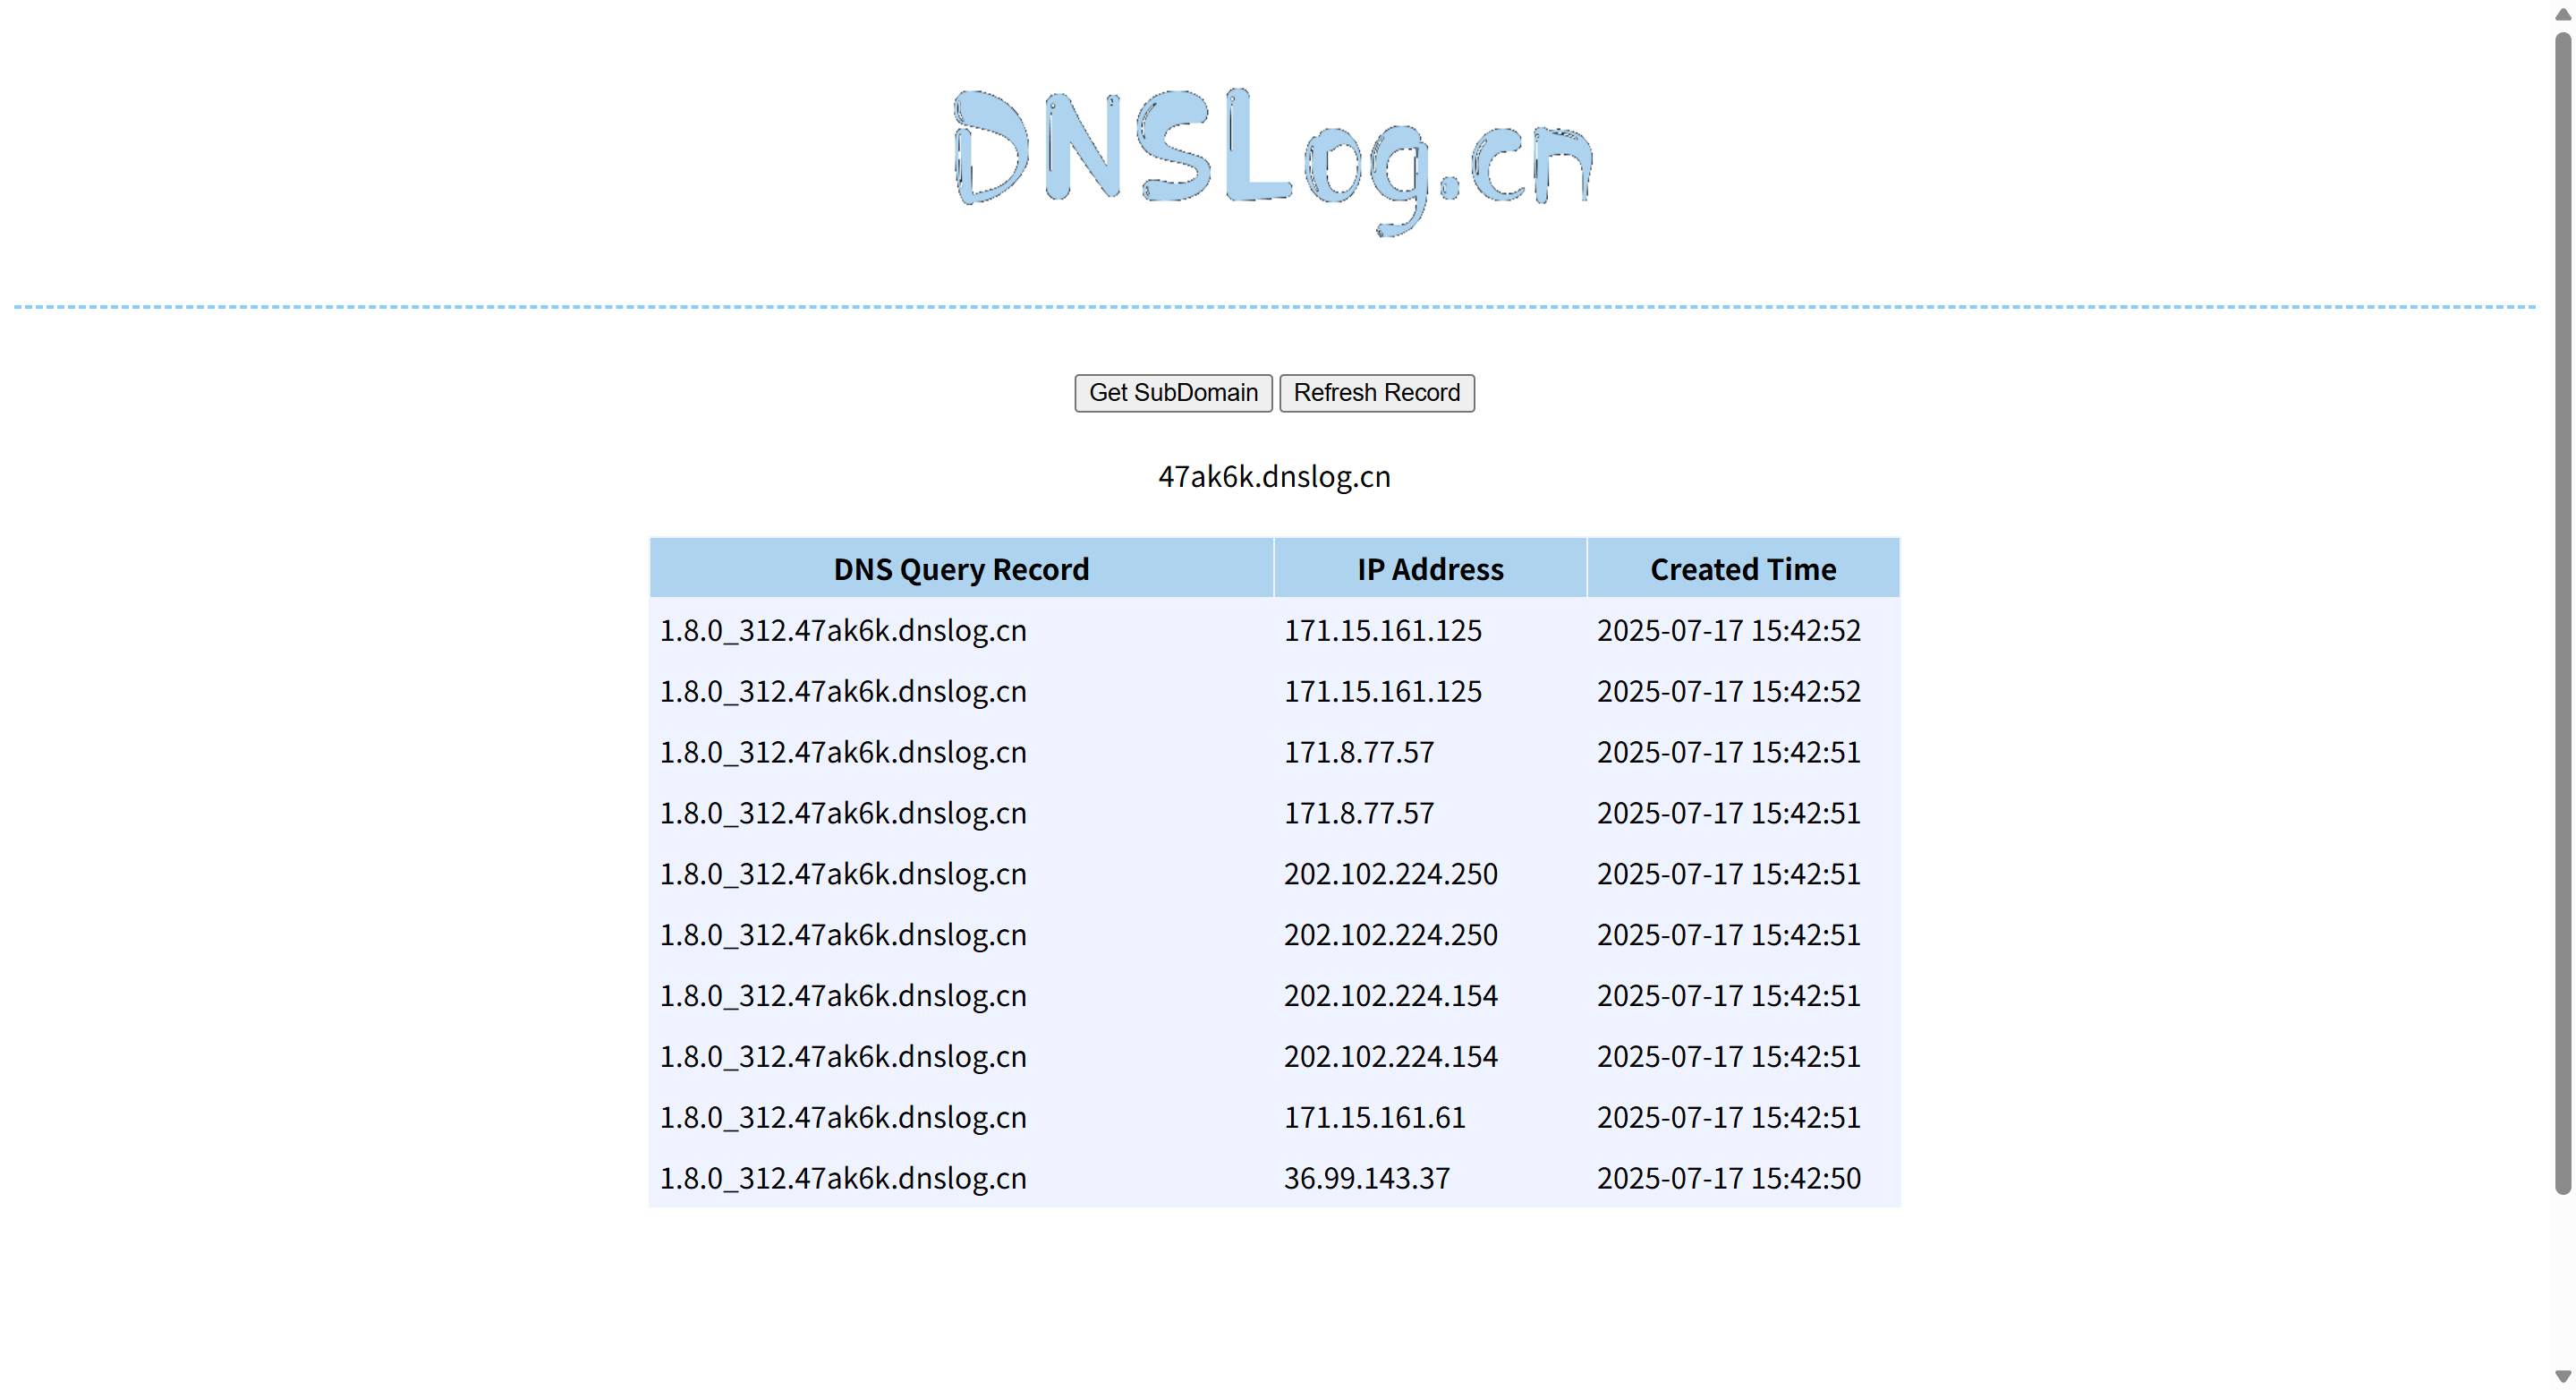 DNSLog.cn
Get SubDomain Refresh Record
47ak6k.dnslog.cn
DNS Query Record IP Address Created Time
1.8.0_312.47ak6k.dnslog.cn 171.15.161.125 2025-07-17 15:42:52
1.8.0_312.47ak6k.dnslog.cn 171.15.161.125 2025-07-17 15:42:52
1.8.0_312.47ak6k.dnslog.cn 171.8.77.57 2025-07-17 15:42:51
1.8.0_312.47ak6k.dnslog.cn 171.8.77.57 2025-07-17 15:42:51
1.8.0_312.47ak6k.dnslog.cn 202.102.224.250 2025-07-17 15:42:51
1.8.0_312.47ak6k.dnslog.cn 202.102.224.250 2025-07-17 15:42:51
1.8.0_312.47ak6k.dnslog.cn 202.102.224.154 2025-07-17 15:42:51
1.8.0_312.47ak6k.dnslog.cn 202.102.224.154 2025-07-17 15:42:51
1.8.0_312.47ak6k.dnslog.cn 171.15.161.61 2025-07-17 15:42:51
1.8.0_312.47ak6k.dnslog.cn 36.99.143.37 2025-07-17 15:42:50